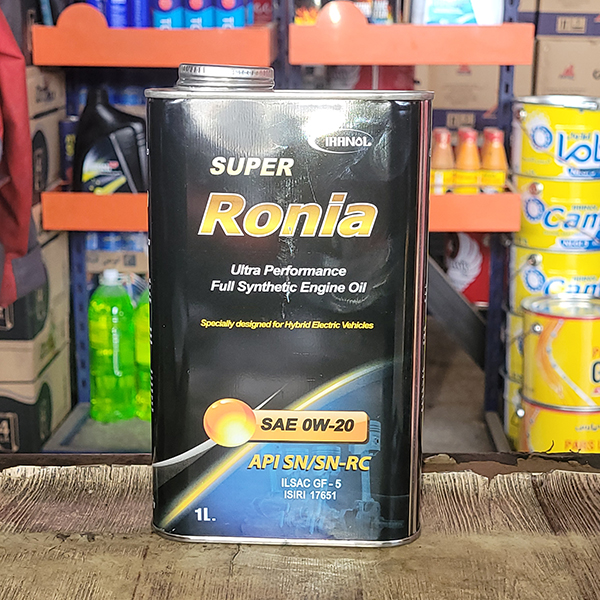 IRANOL
SUPER
Ronia
Ultra Performance
Full Synthetic Engine Oil
Specially designed for Hybrid Electric Vehicles
SAE 0W-20
API SN/SN-RC
ILSAC GF - 5
ISIRI 17651
1L.